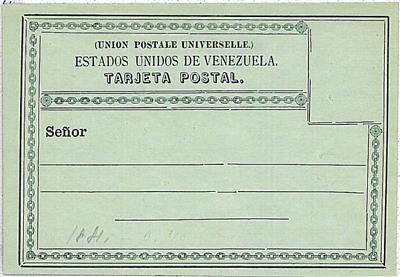 (UNION POSTALE UNIVERSELLE.)
ESTADOS UNIDOS DE VENEZUELA.
TARJETA POSTAL.
Señor